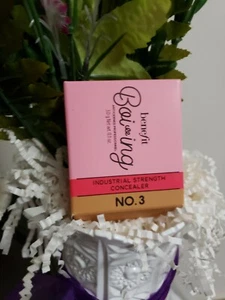 benefit
Boi-ing
INDUSTRIAL STRENGTH
CONCEALER
NO. 3